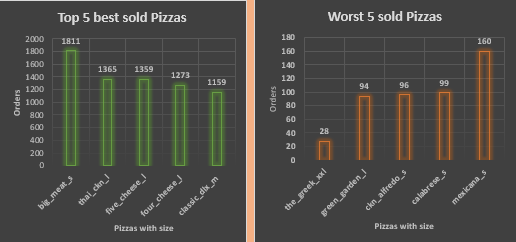 Top 5 best sold Pizzas
Orders
2000
1800
1600
1400
1200
1000
800
600
400
200
0
1811
1365
1359
1273
1159
big_meat_s
thai_ckn_l
five_cheese_l
four_cheese_l
classic_dlx_m
Pizzas with size
Worst 5 sold Pizzas
Orders
180
160
140
120
100
80
60
40
20
0
28
94
96
99
160
the_greek_xxl
green_garden_l
ckn_alfredo_s
calabrese_s
mexicana_s
Pizzas with size